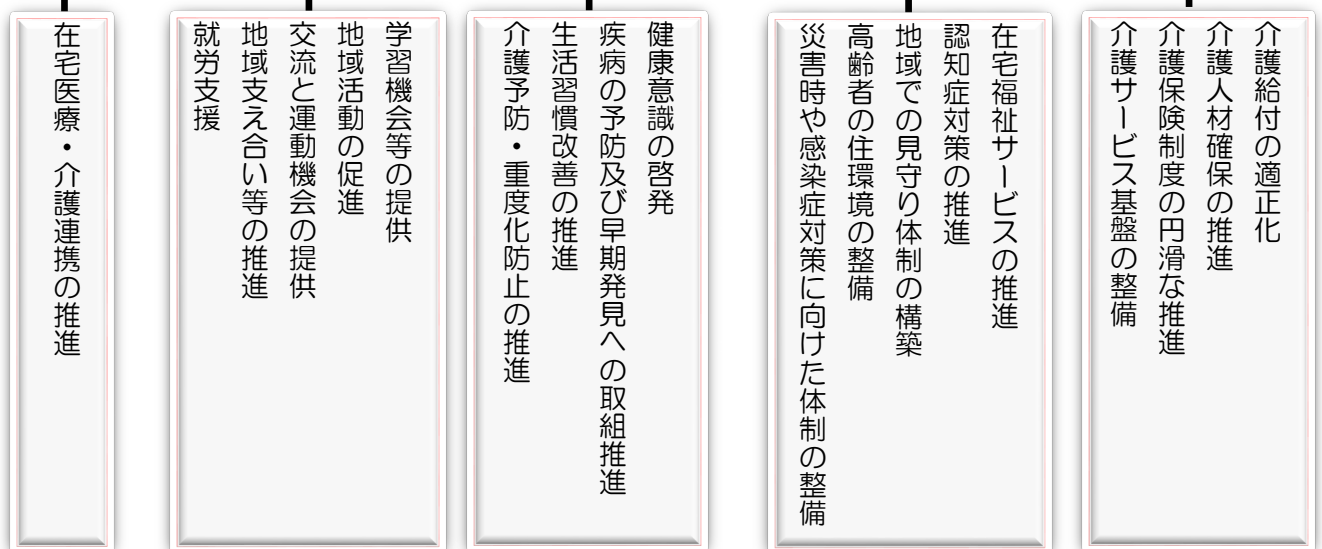 介護給付の適正化
介護人材確保の推進
介護保険制度の円滑な推進
介護サービス基盤の整備
在宅福祉サービスの推進
認知症対策の推進
地域での見守り体制の構築
高齢者の住環境の整備
災害時や感染症対策に向けた体制の整備
健康意識の啓発
疾病の予防及び早期発見への取組推進
生活習慣改善の推進
介護予防・重度化防止の推進
学習機会等の提供
地域活動の促進
交流と運動機会の提供
地域支え合い等の推進
就労支援
在宅医療・介護連携の推進